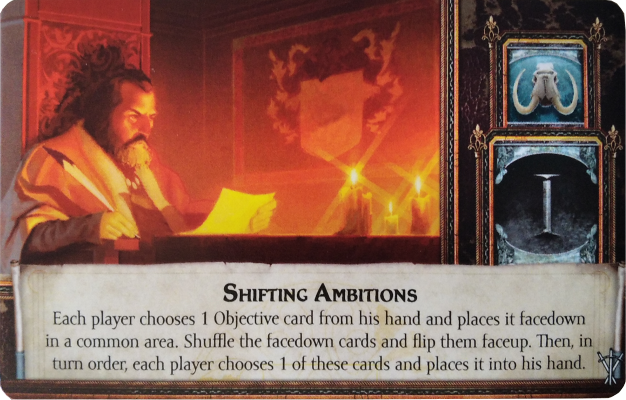 Shifting Ambitions
Each player chooses 1 Objective card from his hand and places it facedown
in a common area. Shuffle the facedown cards and flip them faceup. Then, in
turn order, each player chooses 1 of these cards and places it into his hand.
I